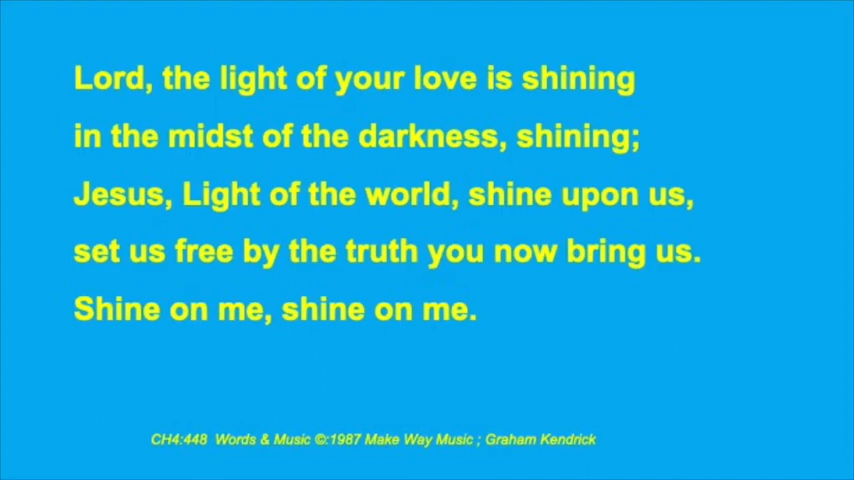 Lord, the light of your love is shining
in the midst of the darkness, shining;
Jesus, Light of the world, shine upon us,
set us free by the truth you now bring us.
Shine on me, shine on me.
CH4:448 Words & Music ©:1987 Make Way Music ; Graham Kendrick